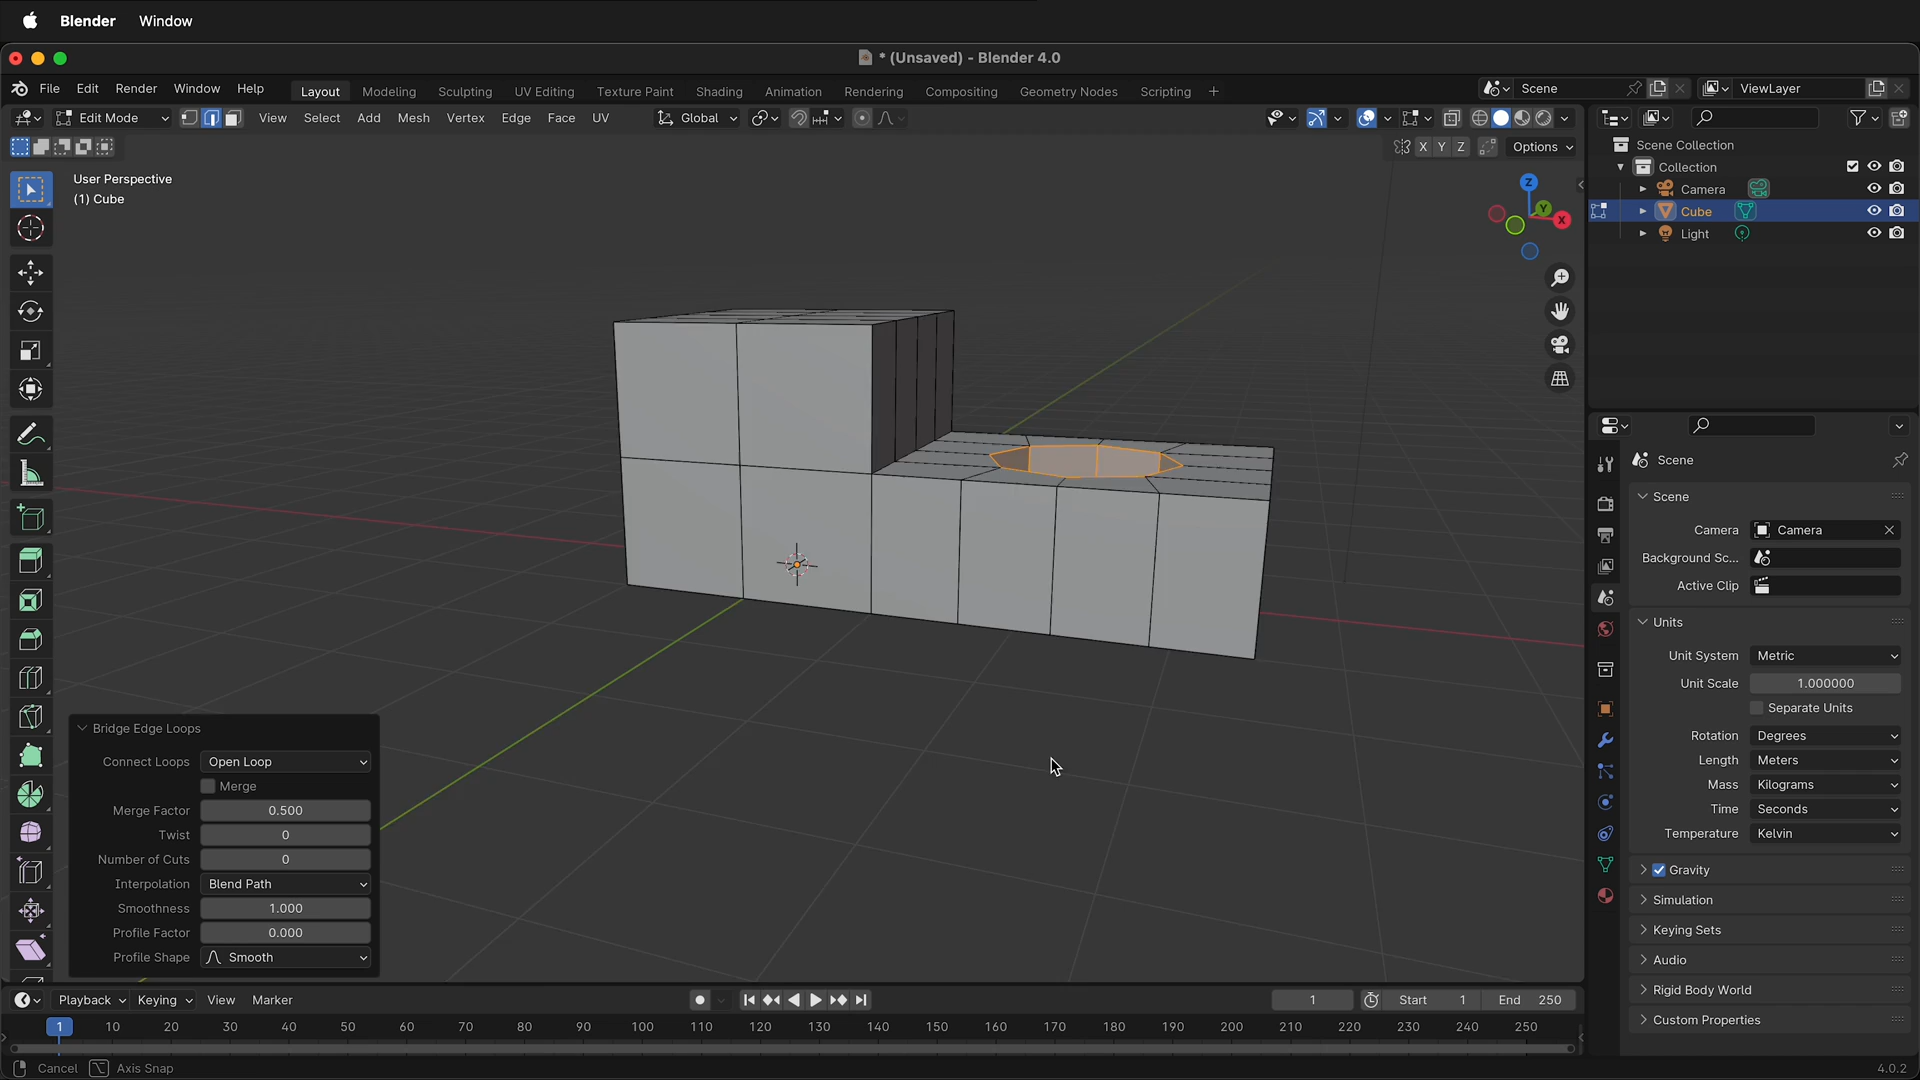 Blender Window
* (Unsaved) - Blender 4.0
File Edit Render Window Help Layout Modeling Sculpting UV Editing Texture Paint Shading Animation Rendering Compositing Geometry Nodes Scripting + Scene ViewLayer
Edit Mode View Select Add Mesh Vertex Edge Face UV Global
X Y Z Options
User Perspective
(1) Cube
Z
Y
X
Scene Collection
Collection
Camera
Cube
Light
Scene
Scene
Camera Camera
Background Sc...
Active Clip
Units
Unit System Metric
Unit Scale 1.000000
Separate Units
Rotation Degrees
Length Meters
Mass Kilograms
Time Seconds
Temperature Kelvin
Gravity
Simulation
Keying Sets
Audio
Rigid Body World
Custom Properties
Bridge Edge Loops
Connect Loops Open Loop
Merge
Merge Factor 0.500
Twist 0
Number of Cuts 0
Interpolation Blend Path
Smoothness 1.000
Profile Factor 0.000
Profile Shape Smooth
Playback Keying View Marker 1 Start 1 End 250
1 10 20 30 40 50 60 70 80 90 100 110 120 130 140 150 160 170 180 190 200 210 220 230 240 250
Cancel Axis Snap 4.0.2